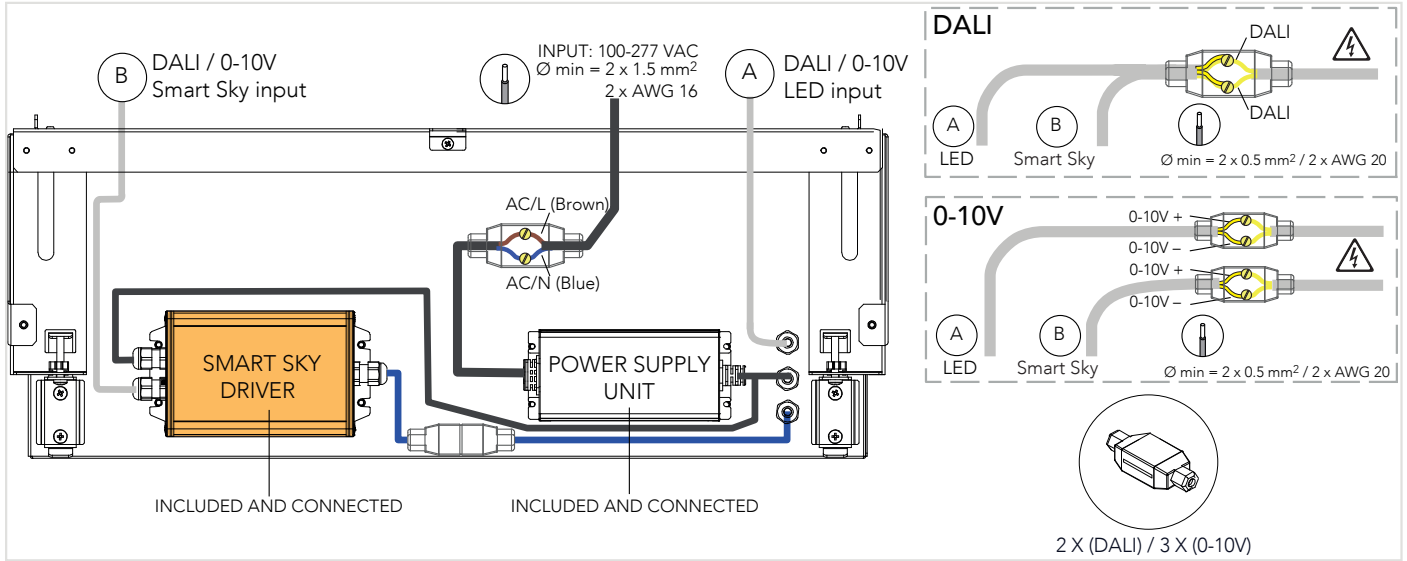 B
DALI / 0-10V
Smart Sky input
INPUT: 100-277 VAC
Ø min = 2 x 1.5 mm²
2 x AWG 16
A
DALI / 0-10V
LED input
AC/L (Brown)
AC/N (Blue)
SMART SKY
DRIVER
POWER SUPPLY
UNIT
INCLUDED AND CONNECTED
INCLUDED AND CONNECTED
DALI
DALI
DALI
A
LED
B
Smart Sky
Ø min = 2 x 0.5 mm² / 2 x AWG 20
0-10V
0-10V +
0-10V –
0-10V +
0-10V –
A
LED
B
Smart Sky
Ø min = 2 x 0.5 mm² / 2 x AWG 20
2 X (DALI) / 3 X (0-10V)